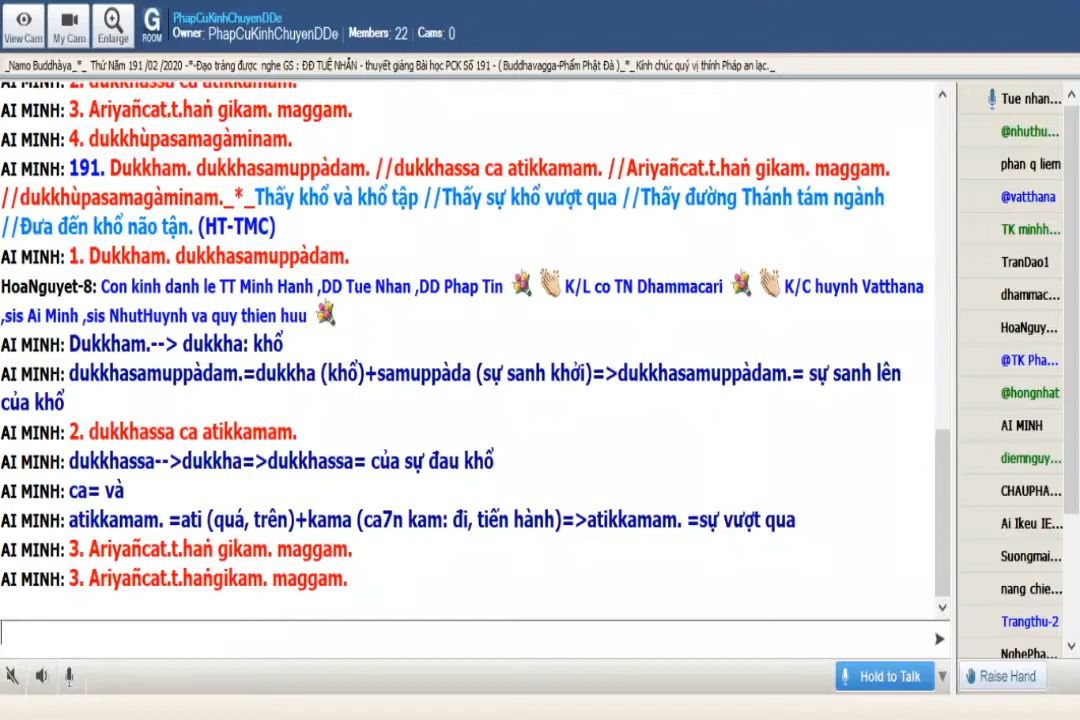 PhapCuKinhChuyenDDe
Owner: PhapCuKinhChuyenDDe Members: 22 Cams: 0
View Cam My Cam Enlarge G ROOM
_Namo Buddhàya_*_ Thứ Năm 191 /02 /2020 -*-Đạo tràng được nghe GS : ĐĐ TUỆ NHÂN - thuyết giảng Bài học PCK Số 191 - ( Buddhavagga-Phẩm Phật Đà )_*_Kính chúc quý vị thính Pháp an lạc._
AI MINH: 2. dukkhassa ca atikkamam.
AI MINH: 3. Ariyañcat.t.haṅ gikam. maggam.
AI MINH: 4. dukkhùpasamagàminam.
AI MINH: 191. Dukkham. dukkhasamuppàdam. //dukkhassa ca atikkamam. //Ariyañcat.t.haṅ gikam. maggam.
//dukkhùpasamagàminam._*_Thấy khổ và khổ tập //Thấy sự khổ vượt qua //Thấy đường Thánh tám ngành
//Đưa đến khổ não tận. (HT-TMC)
AI MINH: 1. Dukkham. dukkhasamuppàdam.
HoaNguyet-8: Con kinh danh le TT Minh Hanh ,DD Tue Nhan ,DD Phap Tin K/L co TN Dhammacari K/C huynh Vatthana
,sis Ai Minh ,sis NhutHuynh va quy thien huu
AI MINH: Dukkham.--> dukkha: khổ
AI MINH: dukkhasamuppàdam.=dukkha (khổ)+samuppàda (sự sanh khởi)=>dukkhasamuppàdam.= sự sanh lên
của khổ
AI MINH: 2. dukkhassa ca atikkamam.
AI MINH: dukkhassa-->dukkha=>dukkhassa= của sự đau khổ
AI MINH: ca= và
AI MINH: atikkamam. =ati (quá, trên)+kama (ca7n kam: đi, tiến hành)=>atikkamam. =sự vượt qua
AI MINH: 3. Ariyañcat.t.haṅ gikam. maggam.
AI MINH: 3. Ariyañcat.t.haṅgikam. maggam.
Tue nhan...
@nhuthu...
phan q liem
@vatthana
TK minhh...
TranDao1
dhammac...
HoaNguy...
@TK Pha...
@hongnhat
AI MINH
diemnguy...
CHAUPHA...
Ai Ikeu IE...
Suongmai...
nang chie...
Trangthu-2
NghePha...
Hold to Talk
Raise Hand